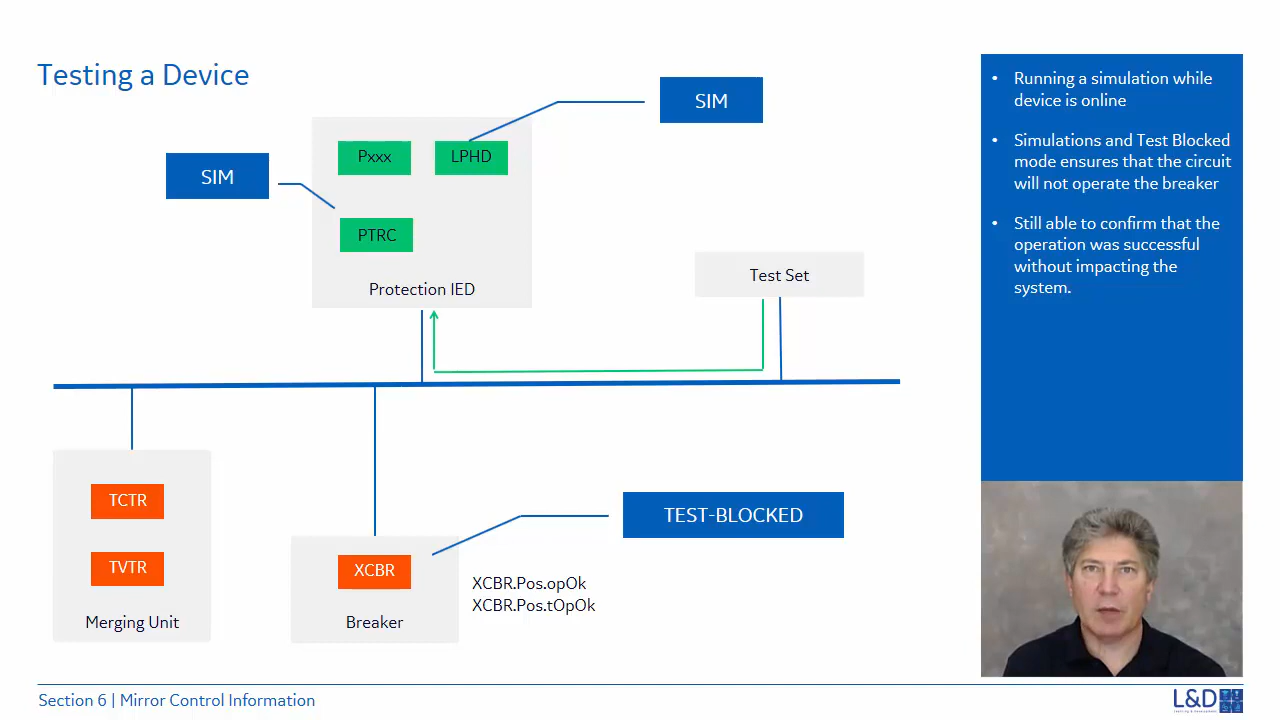 Testing a Device
SIM
SIM
Pxxx
LPHD
PTRC
Protection IED
Test Set
TCTR
TVTR
Merging Unit
XCBR
Breaker
TEST-BLOCKED
XCBR.Pos.opOk
XCBR.Pos.tOpOk
• Running a simulation while
device is online
• Simulations and Test Blocked
mode ensures that the circuit
will not operate the breaker
• Still able to confirm that the
operation was successful
without impacting the
system.
Section 6 | Mirror Control Information
L&D